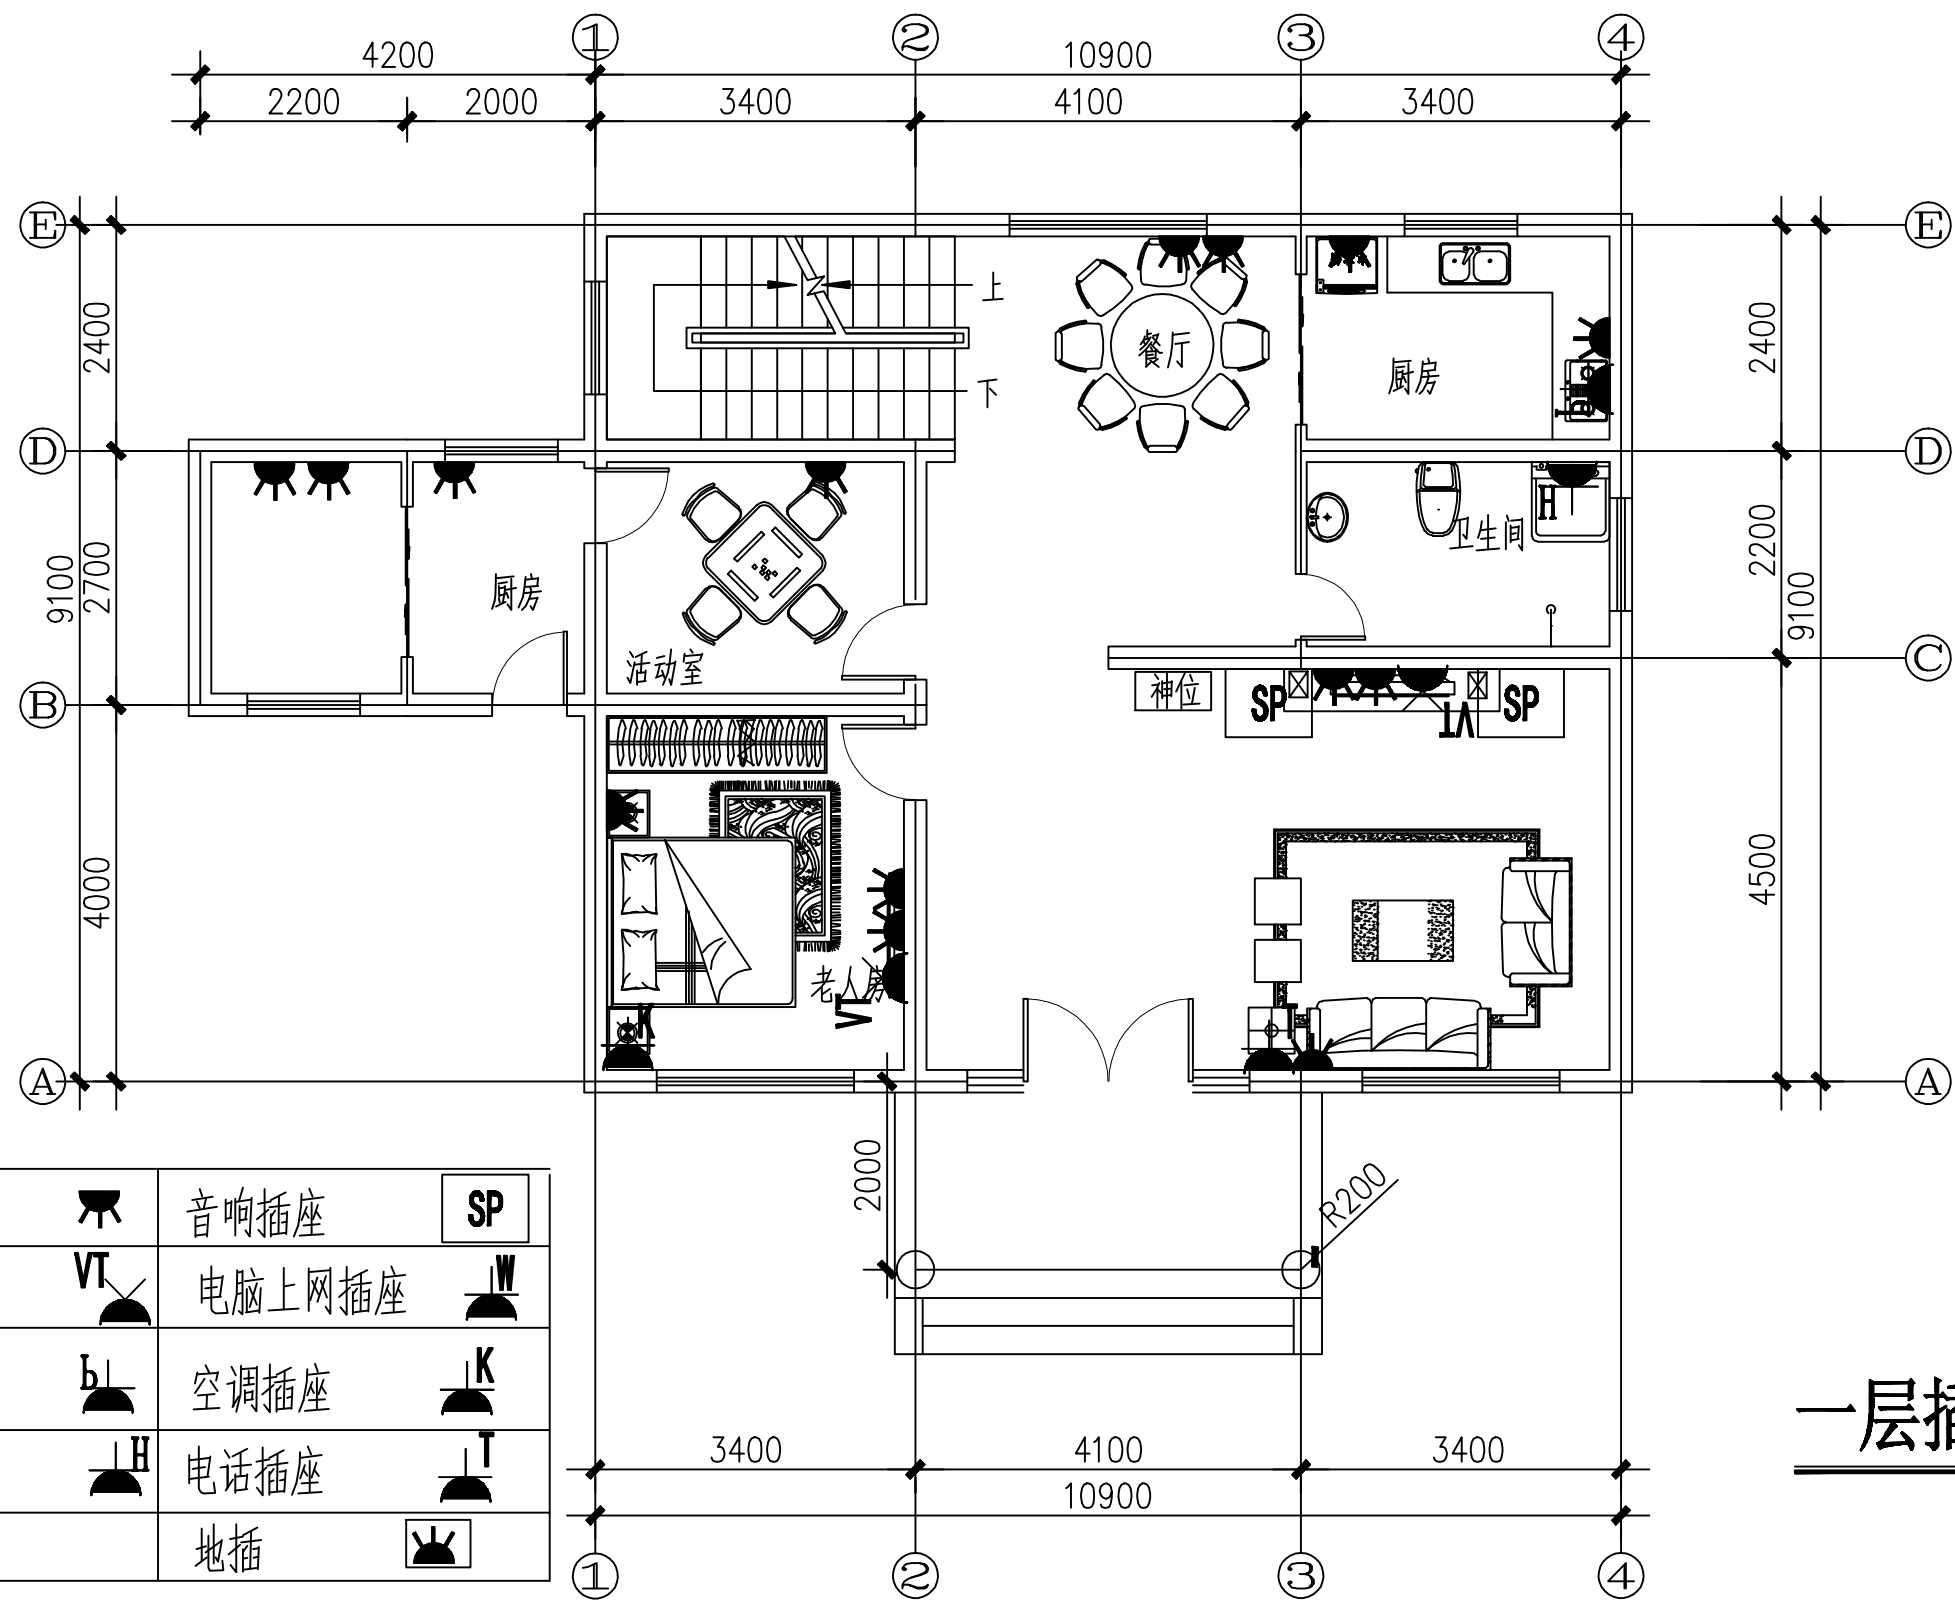 1 2 3 4
4200 10900
2200 2000 3400 4100 3400
E E
上
2400 餐厅 2400
厨房
下
D D
H
卫生间
9100 2700 厨房 2200 9100
活动室
C
神位 SP VT SP
B
4000 4500
老人房
VT
K T
A A
2000
R200
音响插座 SP
VT 电脑上网插座 W
b 空调插座 K
H 电话插座 T
地插
一层插
3400 4100 3400
10900
1 2 3 4